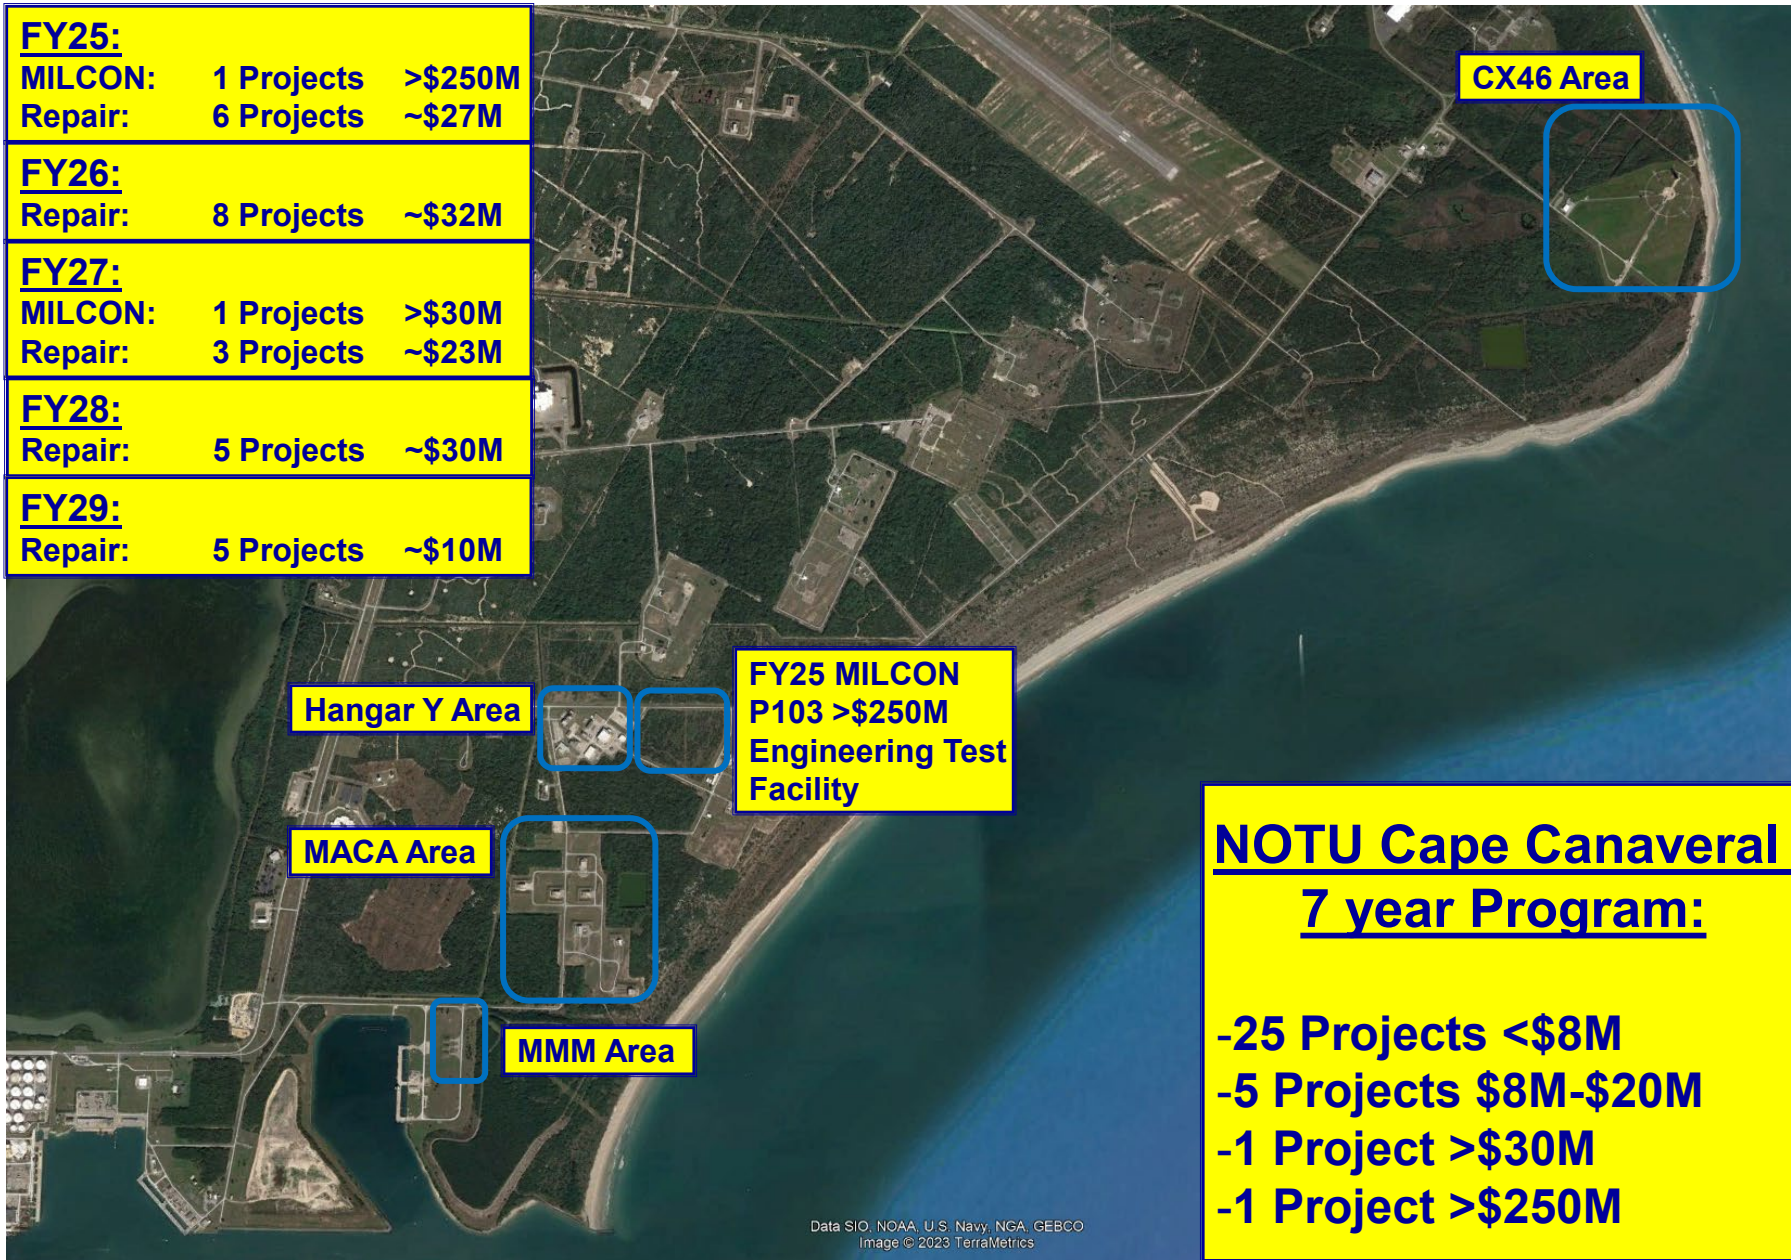 FY25:
MILCON: 1 Projects >$250M
Repair: 6 Projects ~$27M
FY26:
Repair: 8 Projects ~$32M
FY27:
MILCON: 1 Projects >$30M
Repair: 3 Projects ~$23M
FY28:
Repair: 5 Projects ~$30M
FY29:
Repair: 5 Projects ~$10M
CX46 Area
Hangar Y Area
FY25 MILCON
P103 >$250M
Engineering Test
Facility
MACA Area
MMM Area
NOTU Cape Canaveral
7 year Program:
-25 Projects <$8M
-5 Projects $8M-$20M
-1 Project >$30M
-1 Project >$250M
Data SIO, NOAA, U.S. Navy, NGA, GEBCO
Image © 2023 TerraMetrics